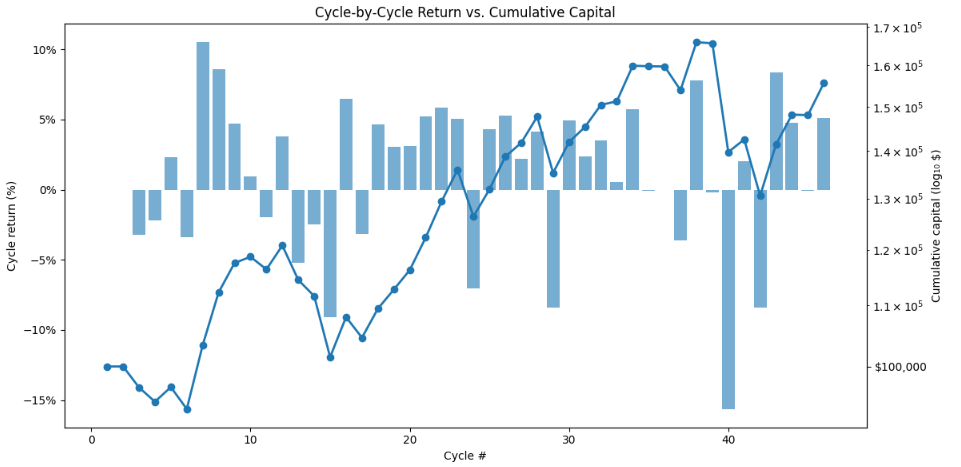 Cycle-by-Cycle Return vs. Cumulative Capital
Cycle return (%)
10%
5%
0%
−5%
−10%
−15%
0
10
20
30
40
Cycle #
1.7 × 10⁵
1.6 × 10⁵
1.5 × 10⁵
1.4 × 10⁵
1.3 × 10⁵
1.2 × 10⁵
1.1 × 10⁵
$100,000
Cumulative capital (log₁₀ $)